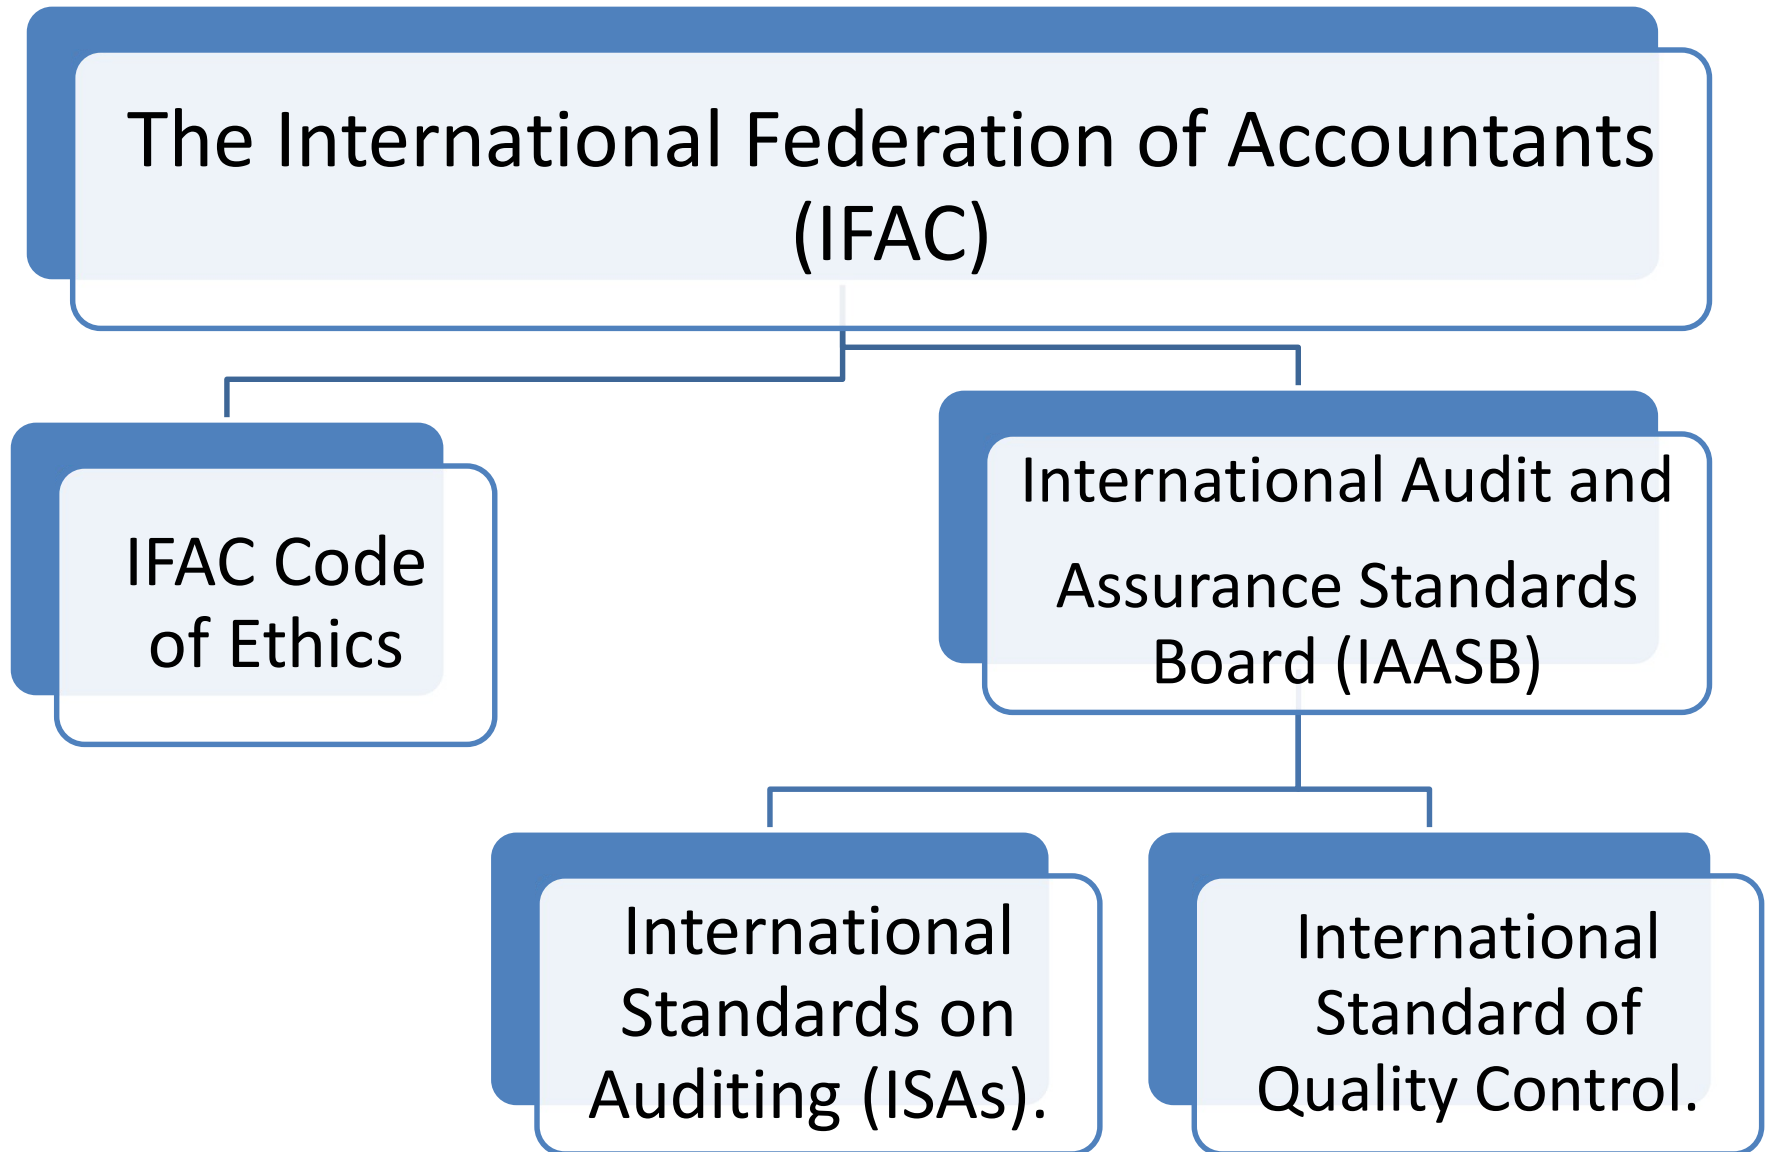 The International Federation of Accountants
(IFAC)
IFAC Code
of Ethics
International Audit and
Assurance Standards
Board (IAASB)
International
Standards on
Auditing (ISAs).
International
Standard of
Quality Control.